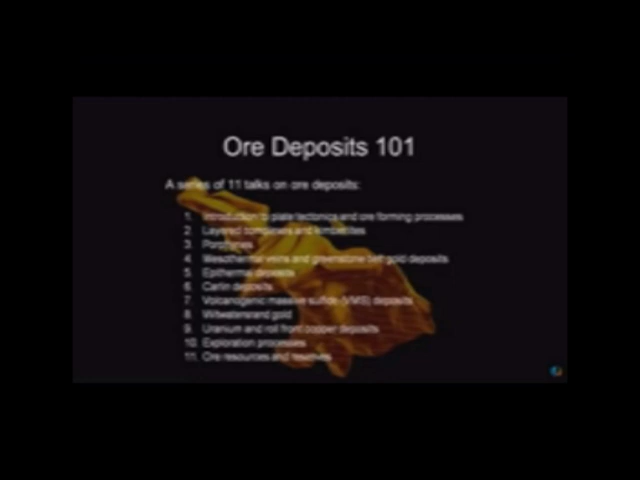 Ore Deposits 101
A series of 11 talks on ore deposits:
1. Introduction to plate tectonics and ore forming processes
2. Layered complexes and kimberlites
3. Porphyries
4. Mesothermal veins and greenstone belt gold deposits
5. Epithermal deposits
6. Carlin deposits
7. Volcanogenic massive sulfide (VMS) deposits
8. Witwatersrand gold
9. Uranium and roll front copper deposits
10. Exploration processes
11. Ore resources and reserves